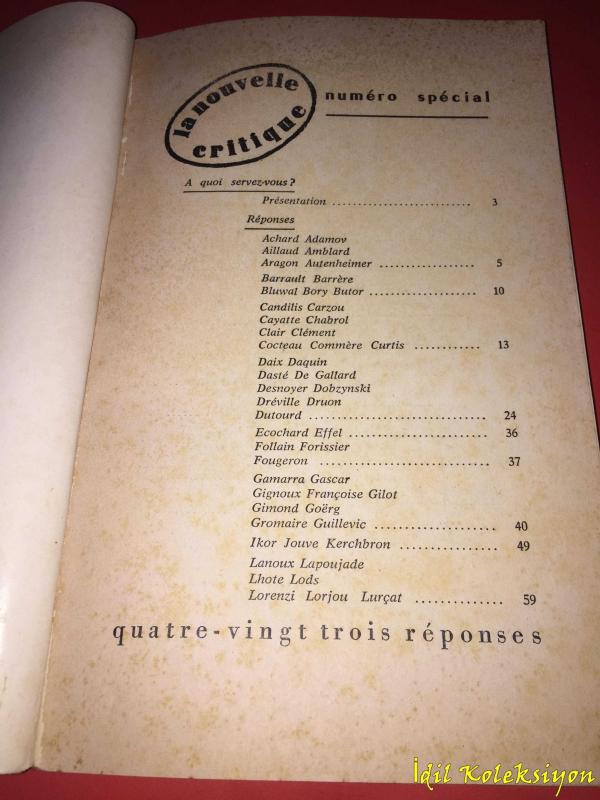 la nouvelle
critique
numéro spécial
A quoi servez-vous?
Présentation .......................... 3
Réponses
Achard Adamov
Aillaud Amblard
Aragon Autenheimer .................. 5
Barrault Barrère
Bluwal Bory Butor .................... 10
Candilis Carzou
Cayatte Chabrol
Clair Clément
Cocteau Commère Curtis ............ 13
Daix Daquin
Dasté De Gallard
Desnoyer Dobzynski
Dréville Druon
Dutourd ................................ 24
Ecochard Effel .......................... 36
Follain Forissier
Fougeron ................................ 37
Gamarra Gascar
Gignoux Françoise Gilot
Gimond Goërg
Gromaire Guillevic ...................... 40
Ikor Jouve Kerchbron .................. 49
Lanoux Lapoujade
Lhote Lods
Lorenzi Lorjou Lurçat .............. 59
quatre-vingt trois réponses
İdil Koleksiyon